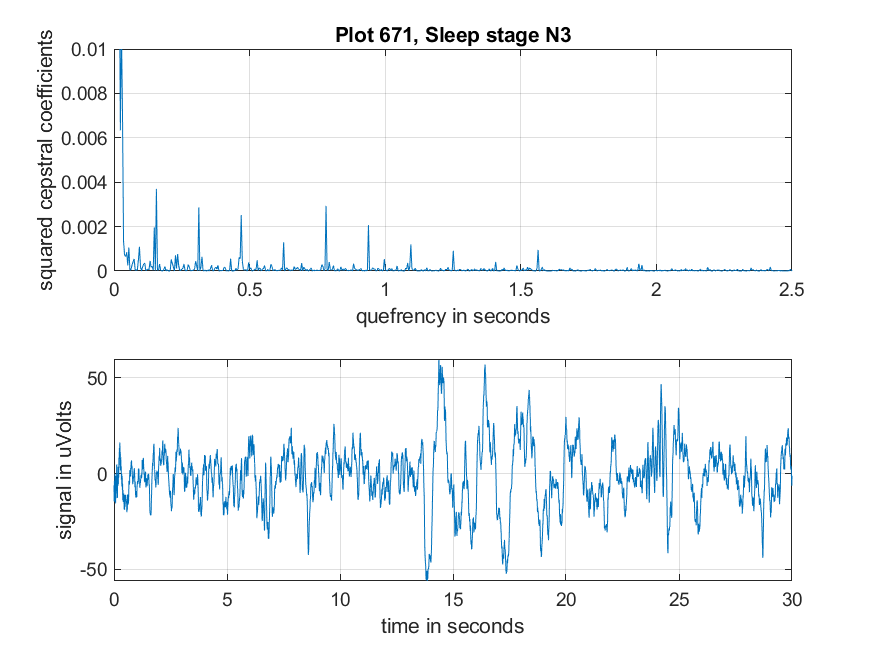 Plot 671, Sleep stage N3
squared cepstral coefficients
0.01
0.008
0.006
0.004
0.002
0
0 0.5 1 1.5 2 2.5
quefrency in seconds
signal in uVolts
50
0
-50
0 5 10 15 20 25 30
time in seconds